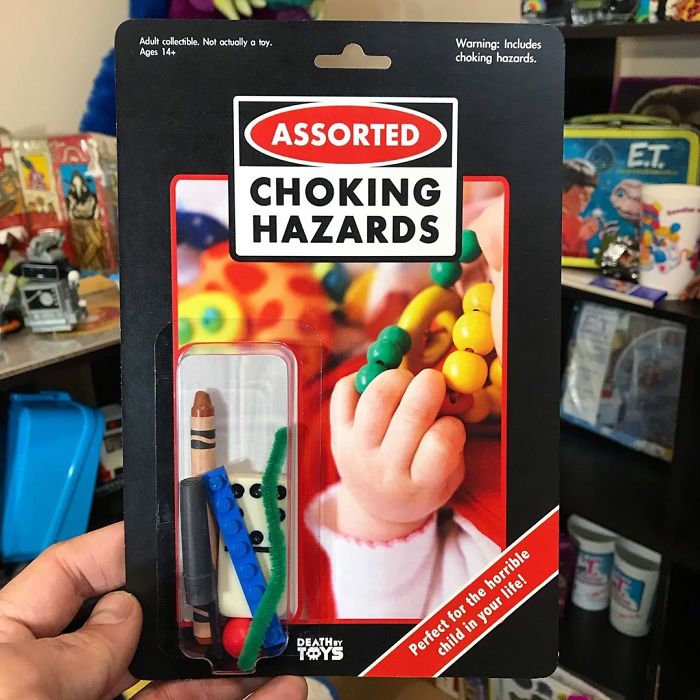 Adult collectible. Not actually a toy.
Ages 14+
Warning: Includes
choking hazards.
ASSORTED
CHOKING
HAZARDS
E.T.
Perfect for the horrible
child in your life!
DEATH BY
TOYS